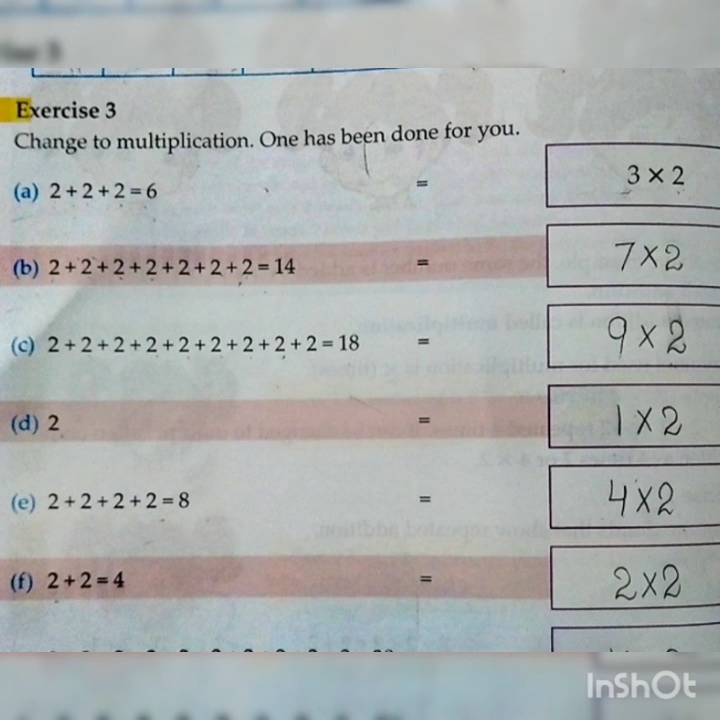 Exercise 3
Change to multiplication. One has been done for you.
(a) 2 + 2 + 2 = 6 = 3 × 2
(b) 2 + 2 + 2 + 2 + 2 + 2 + 2 = 14 = 7 × 2
(c) 2 + 2 + 2 + 2 + 2 + 2 + 2 + 2 + 2 = 18 = 9 × 2
(d) 2 = 1 × 2
(e) 2 + 2 + 2 + 2 = 8 = 4 × 2
(f) 2 + 2 = 4 = 2 × 2
InShOt